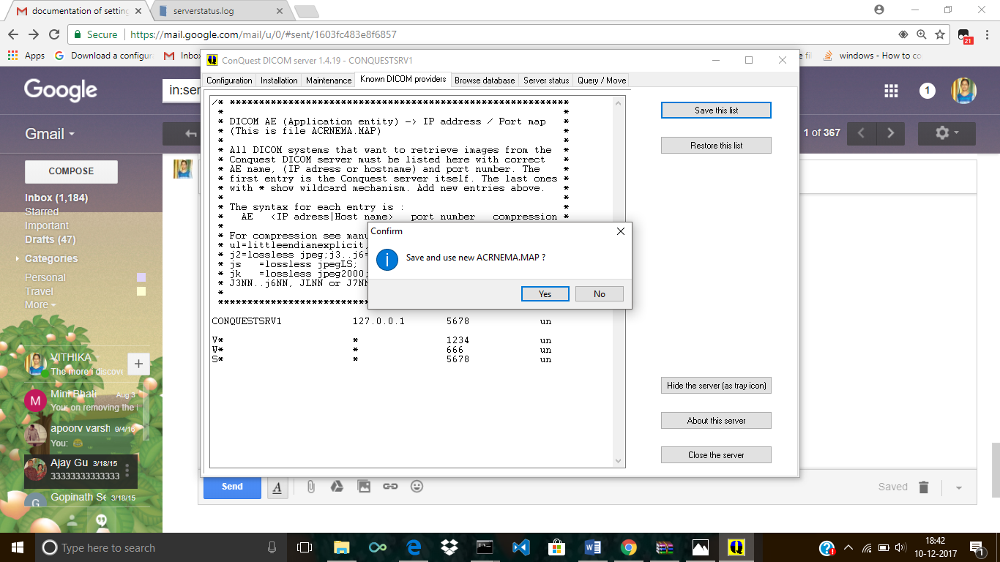 documentation of setting
serverstatus.log
Secure
https://mail.google.com/mail/u/0/#sent/1603fc483e8f6857
21
Apps
Download a configur
Inbo
e fil
windows - How to co
ConQuest DICOM server 1.4.19 - CONQUESTSRV1
Configuration
Installation
Maintenance
Known DICOM providers
Browse database
Server status
Query / Move
Google
in:sen
1
Gmail
1 of 367
COMPOSE
Inbox (1,184)
Starred
Important
Drafts (47)
Categories
Personal
Travel
More
VITHIKA
The more i discove
Mini Bhati
Aug 3
Your on removing the i
apoorv varsh
9/4/16
You:
Ajay Gu
3/18/15
33333333333333
Gopinath Se
3/18/15
/* **********************************************************
* *
* DICOM AE (Application entity) -> IP address / Port map *
* (This is file ACRNEMA.MAP) *
* *
* All DICOM systems that want to retrieve images from the *
* Conquest DICOM server must be listed here with correct *
* AE name, (IP adress or hostname) and port number. The *
* first entry is the Conquest server itself. The last ones *
* with * show wildcard mechanism. Add new entries above. *
* *
* The syntax for each entry is : *
* AE <IP adress|Host name> port number compression *
*
* For compression see manu
* ul=littleendianexplicit,
* j2=lossless jpeg;j3..j6=
* js =lossless jpegLS;
* jk =lossless jpeg2000;
* J3NN..j6NN, JLNN or J7NN
*
**************************
CONQUESTSRV1 127.0.0.1 5678 un
V* * 1234 un
W* * 666 un
S* * 5678 un
Confirm
Save and use new ACRNEMA.MAP ?
Yes
No
Save this list
Restore this list
Hide the server (as tray icon)
About this server
Close the server
Send
Saved
Type here to search
18:42
10-12-2017
1